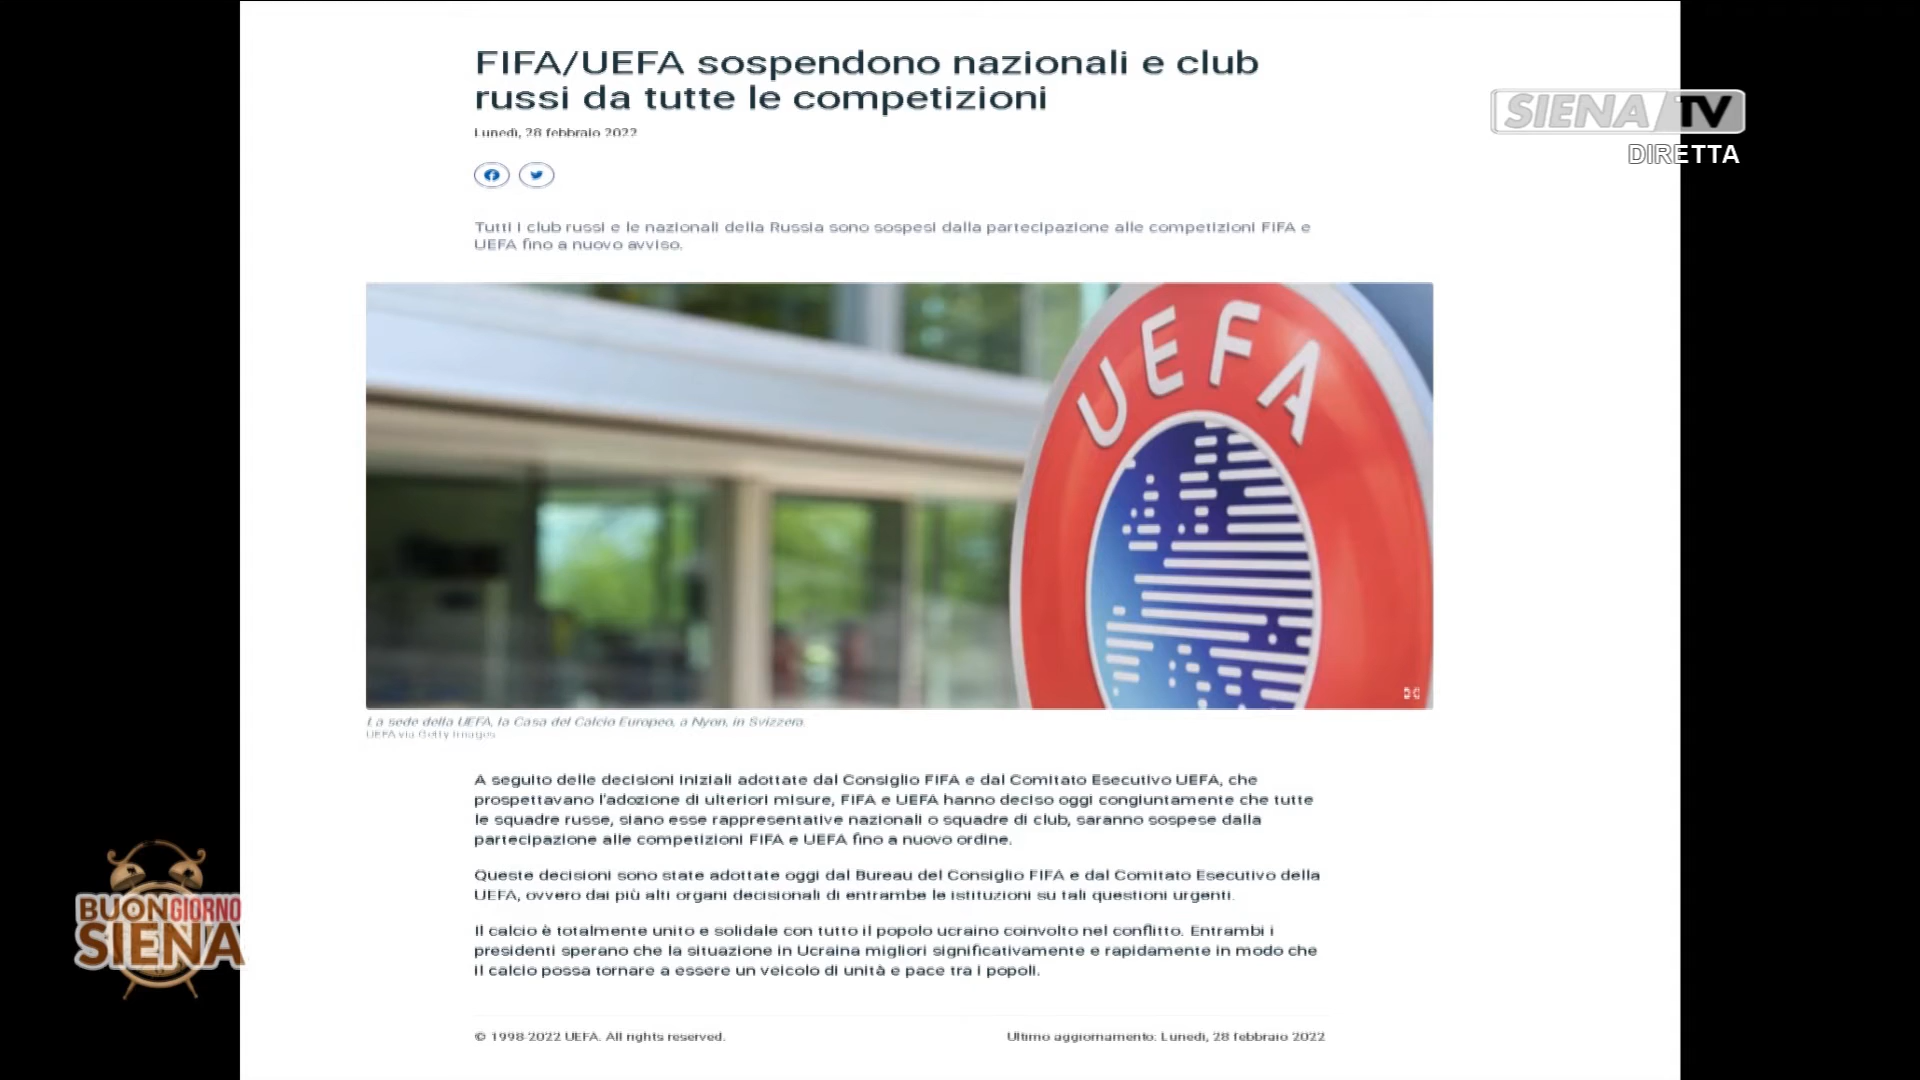 FIFA/UEFA sospendono nazionali e club
russi da tutte le competizioni
Lunedì, 28 febbraio 2022
SIENA TV
DIRETTA
Tutti i club russi e le nazionali della Russia sono sospesi dalla partecipazione alle competizioni FIFA e
UEFA fino a nuovo avviso.
UEFA
La sede della UEFA, la Casa del Calcio Europeo, a Nyon, in Svizzera.
UEFA via Getty Images
A seguito delle decisioni iniziali adottate dal Consiglio FIFA e dal Comitato Esecutivo UEFA, che
prospettavano l'adozione di ulteriori misure, FIFA e UEFA hanno deciso oggi congiuntamente che tutte
le squadre russe, siano esse rappresentative nazionali o squadre di club, saranno sospese dalla
partecipazione alle competizioni FIFA e UEFA fino a nuovo ordine.
Queste decisioni sono state adottate oggi dal Bureau del Consiglio FIFA e dal Comitato Esecutivo della
UEFA, ovvero dai più alti organi decisionali di entrambe le istituzioni su tali questioni urgenti.
Il calcio è totalmente unito e solidale con tutto il popolo ucraino coinvolto nel conflitto. Entrambi i
presidenti sperano che la situazione in Ucraina migliori significativamente e rapidamente in modo che
il calcio possa tornare a essere un veicolo di unità e pace tra i popoli.
BUONGIORNO
SIENA
© 1998-2022 UEFA. All rights reserved.
Ultimo aggiornamento: Lunedì, 28 febbraio 2022